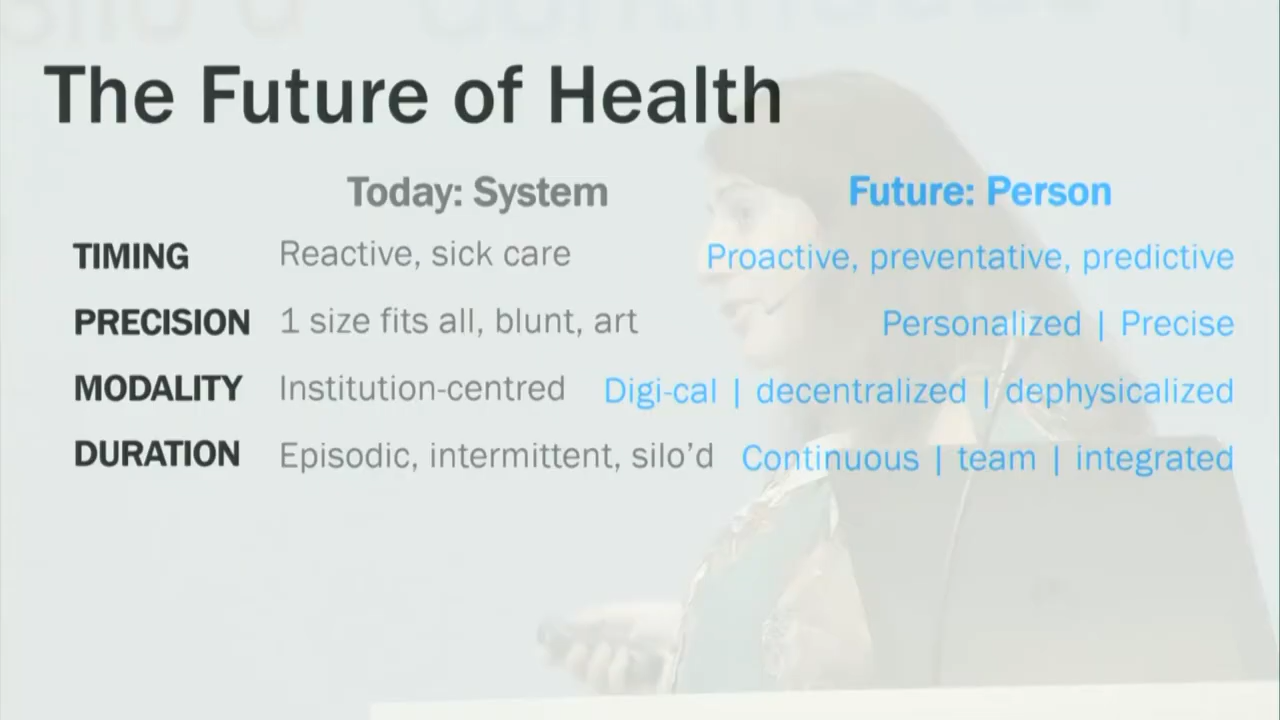 The Future of Health
Today: System Future: Person
TIMING Reactive, sick care Proactive, preventative, predictive
PRECISION 1 size fits all, blunt, art Personalized | Precise
MODALITY Institution-centred Digi-cal | decentralized | dephysicalized
DURATION Episodic, intermittent, silo’d Continuous | team | integrated